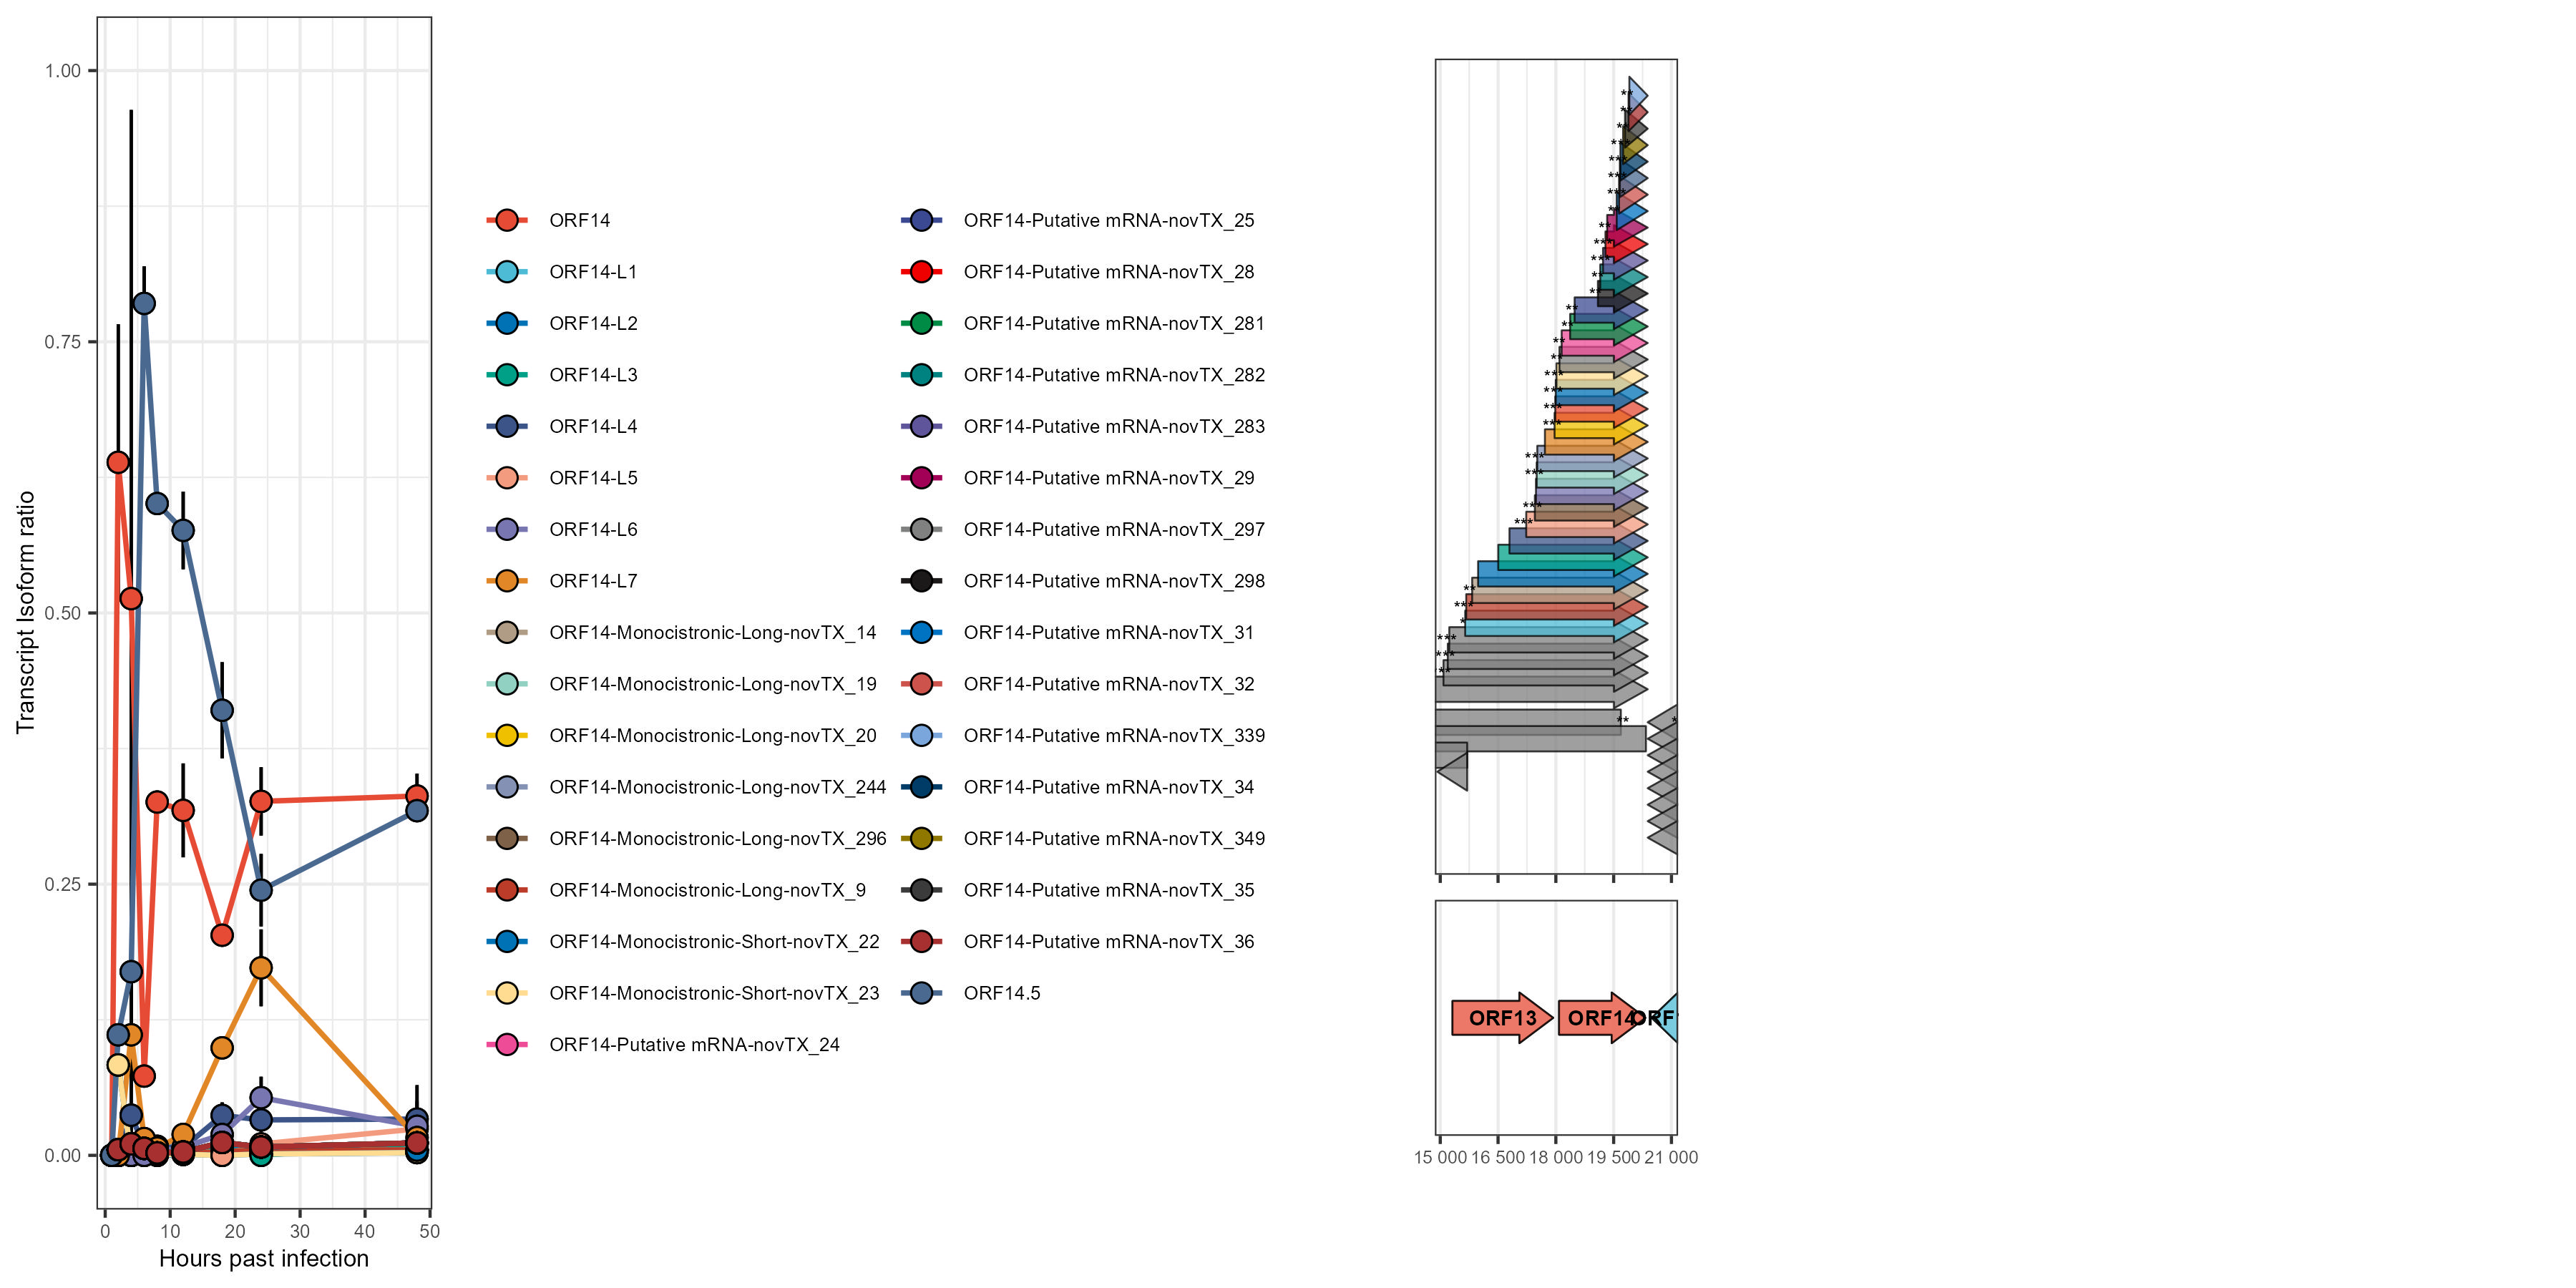 1.00
0.75
0.50
0.25
0.00
Transcript Isoform ratio
0 10 20 30 40 50
Hours past infection
ORF14
ORF14-L1
ORF14-L2
ORF14-L3
ORF14-L4
ORF14-L5
ORF14-L6
ORF14-L7
ORF14-Monocistronic-Long-novTX_14
ORF14-Monocistronic-Long-novTX_19
ORF14-Monocistronic-Long-novTX_20
ORF14-Monocistronic-Long-novTX_244
ORF14-Monocistronic-Long-novTX_296
ORF14-Monocistronic-Long-novTX_9
ORF14-Monocistronic-Short-novTX_22
ORF14-Monocistronic-Short-novTX_23
ORF14-Putative mRNA-novTX_24
ORF14-Putative mRNA-novTX_25
ORF14-Putative mRNA-novTX_28
ORF14-Putative mRNA-novTX_281
ORF14-Putative mRNA-novTX_282
ORF14-Putative mRNA-novTX_283
ORF14-Putative mRNA-novTX_29
ORF14-Putative mRNA-novTX_297
ORF14-Putative mRNA-novTX_298
ORF14-Putative mRNA-novTX_31
ORF14-Putative mRNA-novTX_32
ORF14-Putative mRNA-novTX_339
ORF14-Putative mRNA-novTX_34
ORF14-Putative mRNA-novTX_349
ORF14-Putative mRNA-novTX_35
ORF14-Putative mRNA-novTX_36
ORF14.5
ORF13 ORF14
15 000 16 500 18 000 19 500 21 000